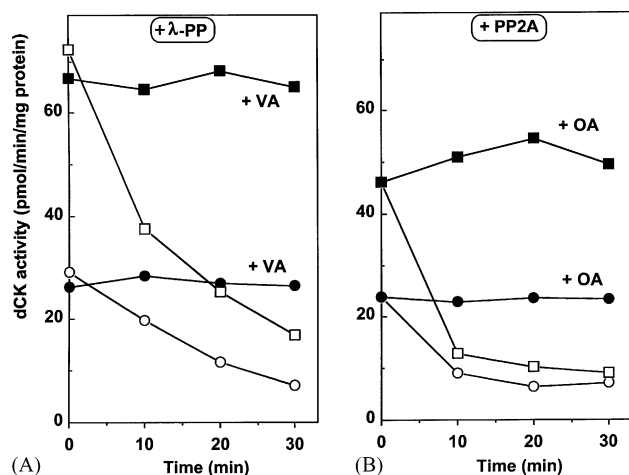 + λ-PP
+ PP2A
dCK activity (pmol/min/mg protein)
60
40
20
0
+ VA
+ VA
0 10 20 30
Time (min)
(A)
60
40
20
0
+ OA
+ OA
0 10 20 30
Time (min)
(B)